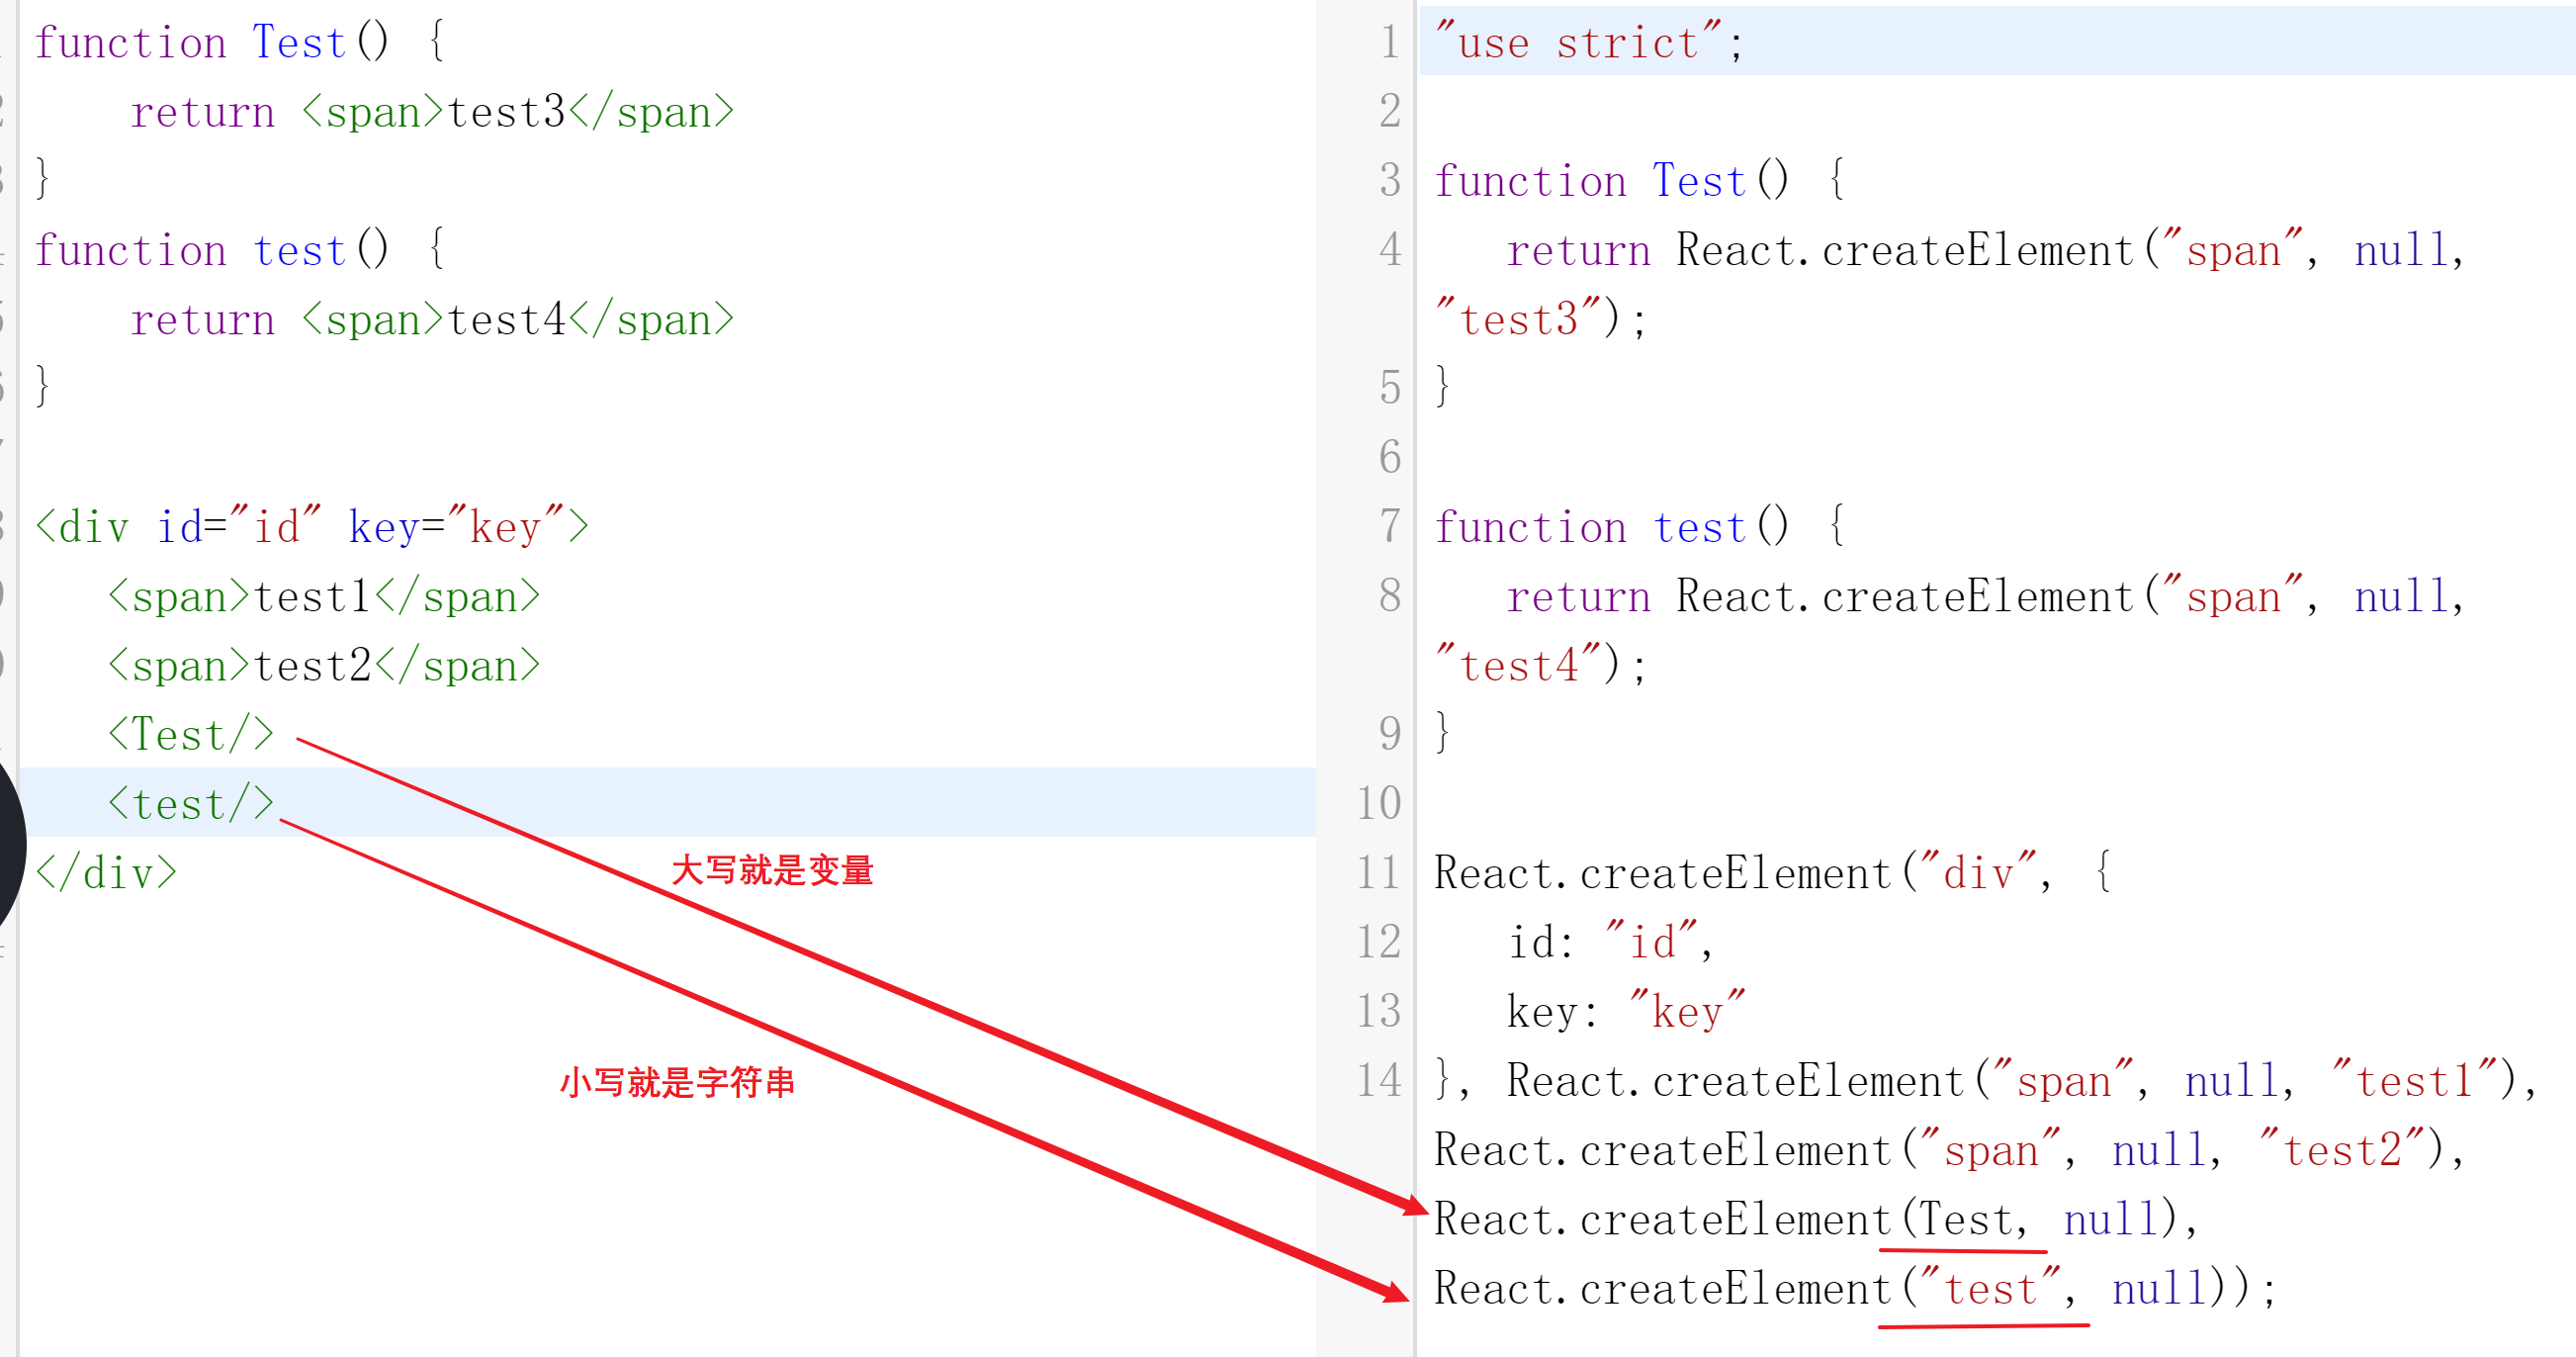 function Test() {
return <span>test3</span>
}
function test() {
return <span>test4</span>
}
<div id="id" key="key">
<span>test1</span>
<span>test2</span>
<Test/>
<test/>
</div>
大写就是变量
小写就是字符串
1 "use strict";
2
3 function Test() {
4 return React.createElement("span", null,
"test3");
5 }
6
7 function test() {
8 return React.createElement("span", null,
"test4");
9 }
10
11 React.createElement("div", {
12 id: "id",
13 key: "key"
14 }, React.createElement("span", null, "test1"),
React.createElement("span", null, "test2"),
React.createElement(Test, null),
React.createElement("test", null));